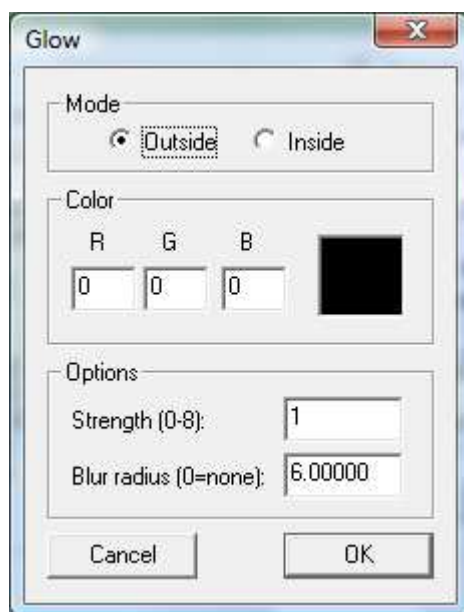 Glow
Mode
Outside Inside
Color
R G B
0 0 0
Options
Strength (0-8): 1
Blur radius (0=none): 6.00000
Cancel OK